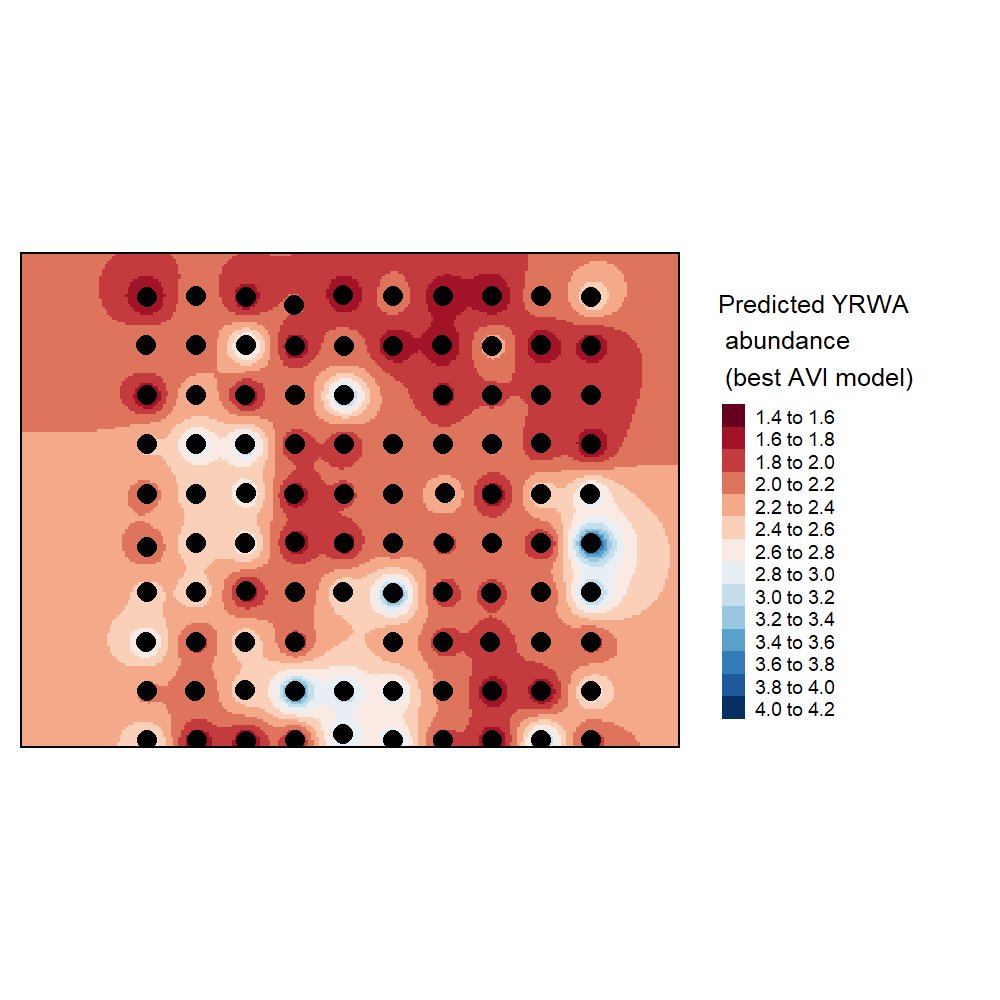 Predicted YRWA
abundance
(best AVI model)
1.4 to 1.6
1.6 to 1.8
1.8 to 2.0
2.0 to 2.2
2.2 to 2.4
2.4 to 2.6
2.6 to 2.8
2.8 to 3.0
3.0 to 3.2
3.2 to 3.4
3.4 to 3.6
3.6 to 3.8
3.8 to 4.0
4.0 to 4.2